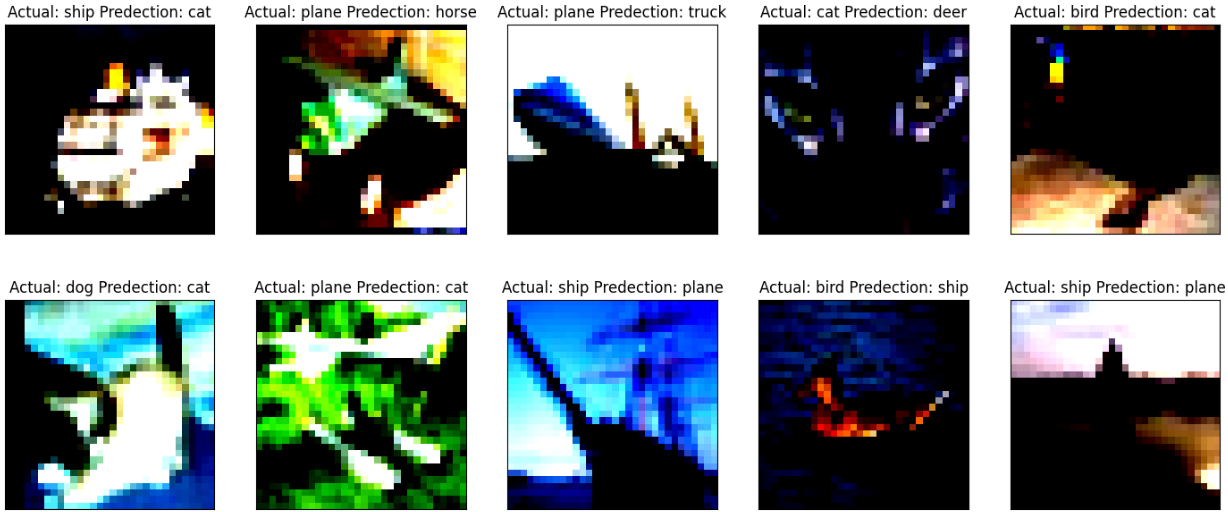 Actual: ship Predection: cat
Actual: plane Predection: horse
Actual: plane Predection: truck
Actual: cat Predection: deer
Actual: bird Predection: cat
Actual: dog Predection: cat
Actual: plane Predection: cat
Actual: ship Predection: plane
Actual: bird Predection: ship
Actual: ship Predection: plane